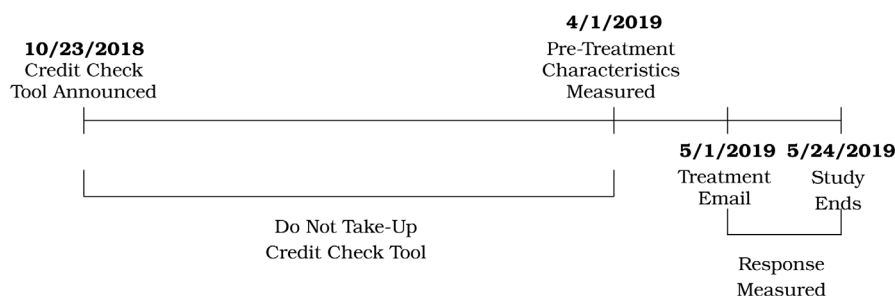 10/23/2018
Credit Check
Tool Announced
4/1/2019
Pre-Treatment
Characteristics
Measured
5/1/2019
Treatment
Email
5/24/2019
Study
Ends
Do Not Take-Up
Credit Check Tool
Response
Measured